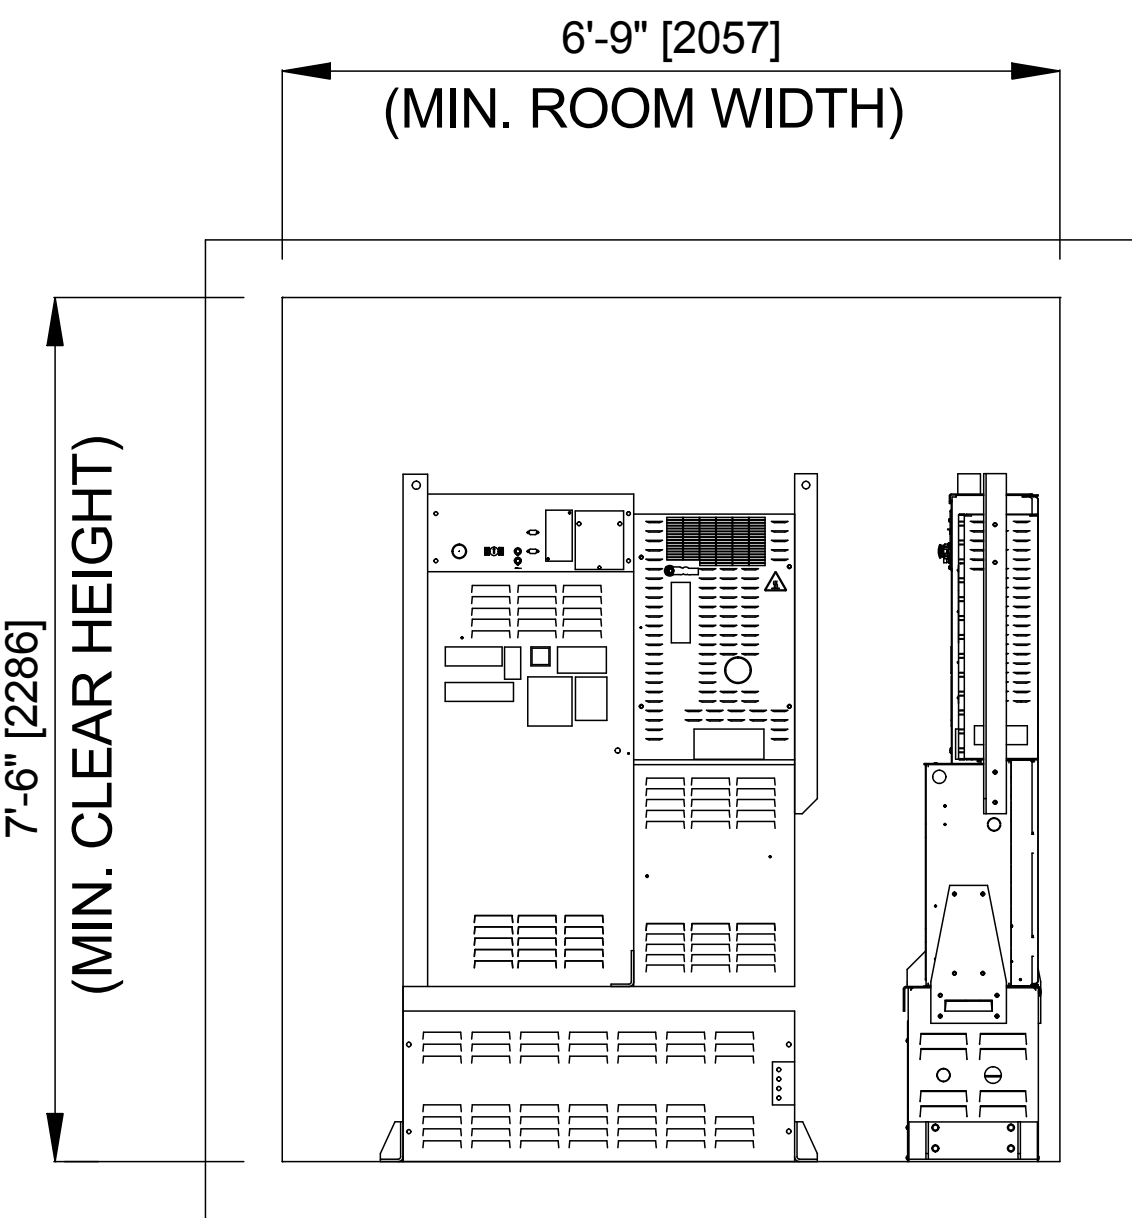 6'-9" [2057]
(MIN. ROOM WIDTH)
7'-6" [2286]
(MIN. CLEAR HEIGHT)